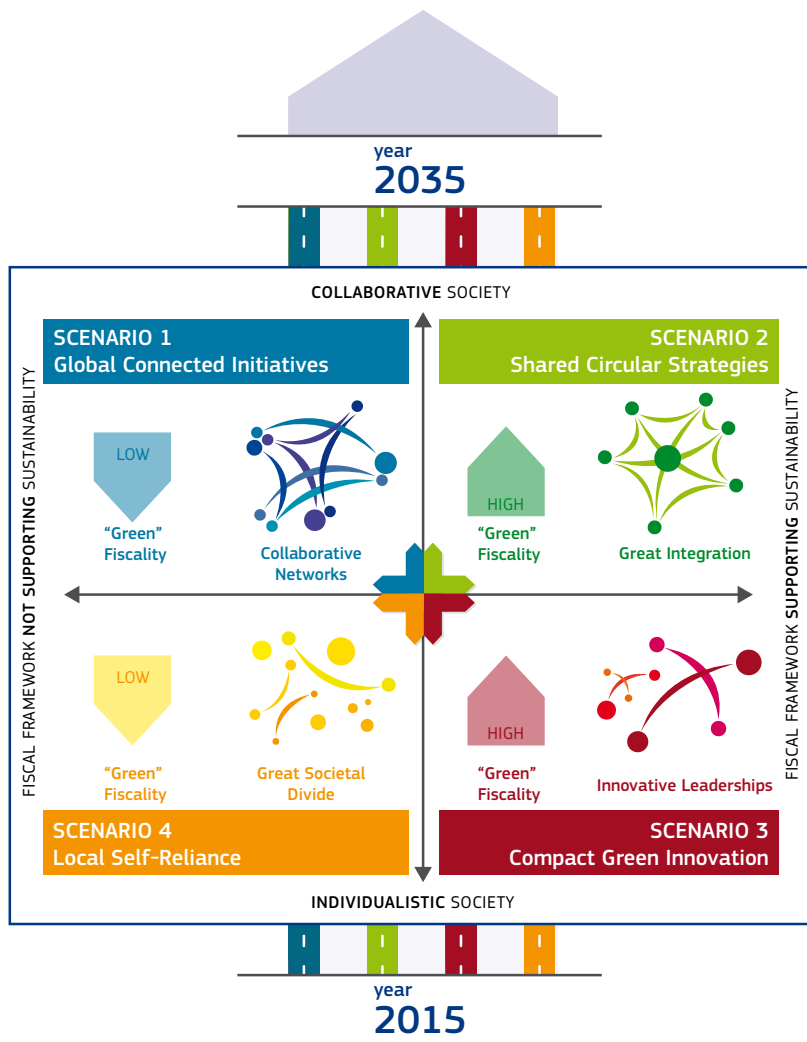 year
2035
COLLABORATIVE SOCIETY
SCENARIO 1
Global Connected Initiatives
SCENARIO 2
Shared Circular Strategies
FISCAL FRAMEWORK NOT SUPPORTING SUSTAINABILITY
FISCAL FRAMEWORK SUPPORTING SUSTAINABILITY
LOW
"Green"
Fiscality
Collaborative
Networks
HIGH
"Green"
Fiscality
Great Integration
LOW
"Green"
Fiscality
Great Societal
Divide
HIGH
"Green"
Fiscality
Innovative Leaderships
SCENARIO 4
Local Self-Reliance
SCENARIO 3
Compact Green Innovation
INDIVIDUALISTIC SOCIETY
year
2015